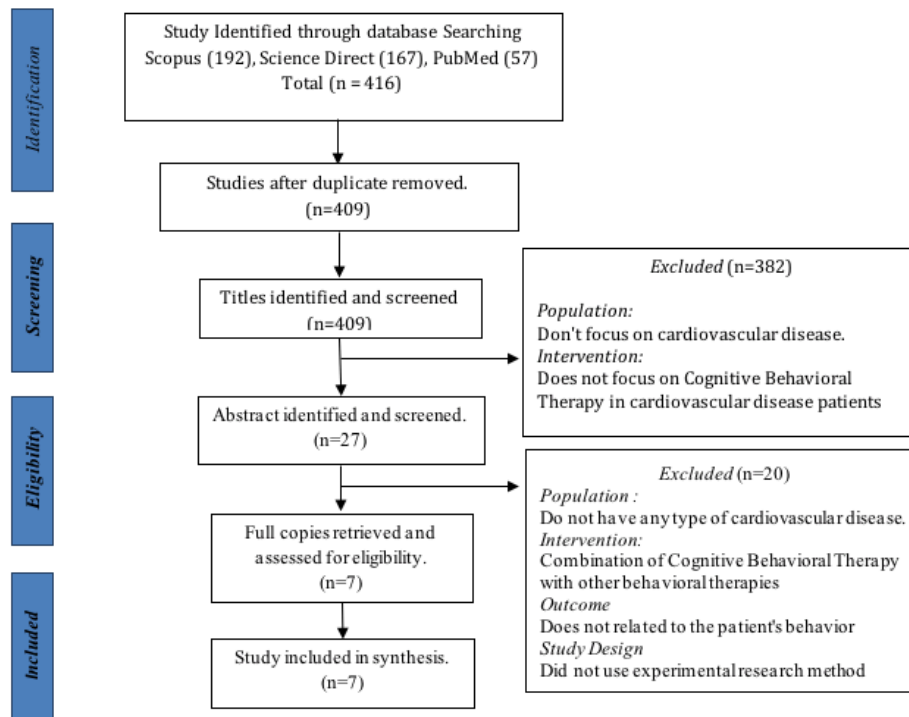 Identification
Study Identified through database Searching
Scopus (192), Science Direct (167), PubMed (57)
Total (n = 416)
Studies after duplicate removed.
(n=409)
Screening
Titles identified and screened
(n=409)
Excluded (n=382)
Population:
Don't focus on cardiovascular disease.
Intervention:
Does not focus on Cognitive Behavioral
Therapy in cardiovascular disease patients
Eligibility
Abstract identified and screened.
(n=27)
Excluded (n=20)
Population :
Do not have any type of cardiovascular disease.
Intervention:
Combination of Cognitive Behavioral Therapy
with other behavioral therapies
Outcome
Does not related to the patient's behavior
Study Design
Did not use experimental research method
Full copies retrieved and
assessed for eligibility.
(n=7)
Included
Study included in synthesis.
(n=7)